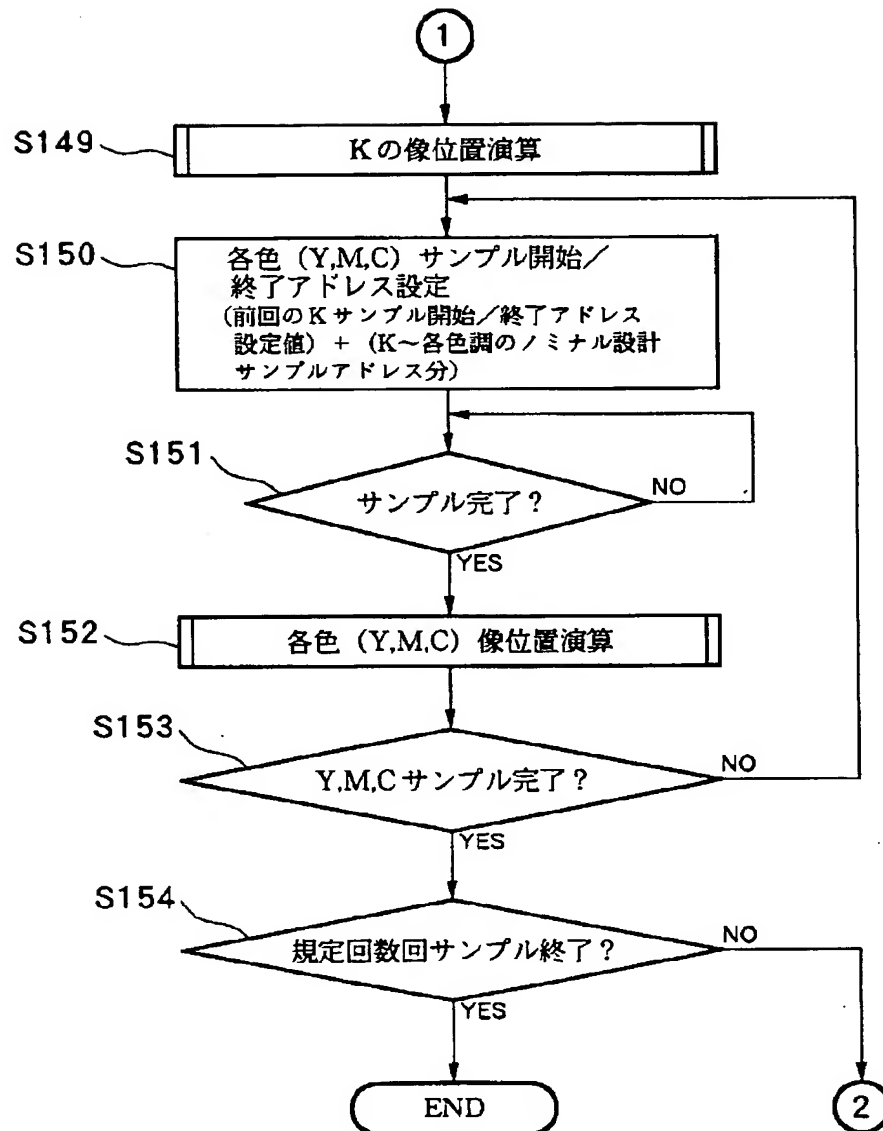 1
S149
Kの像位置演算
S150
各色（Y,M,C）サンプル開始／
終了アドレス設定
（前回のKサンプル開始／終了アドレス
設定値）＋（K～各色調のノミナル設計
サンプルアドレス分）
S151
サンプル完了？
NO
YES
S152
各色（Y,M,C）像位置演算
S153
Y,M,Cサンプル完了？
NO
YES
S154
規定回数回サンプル終了？
NO
YES
END
2